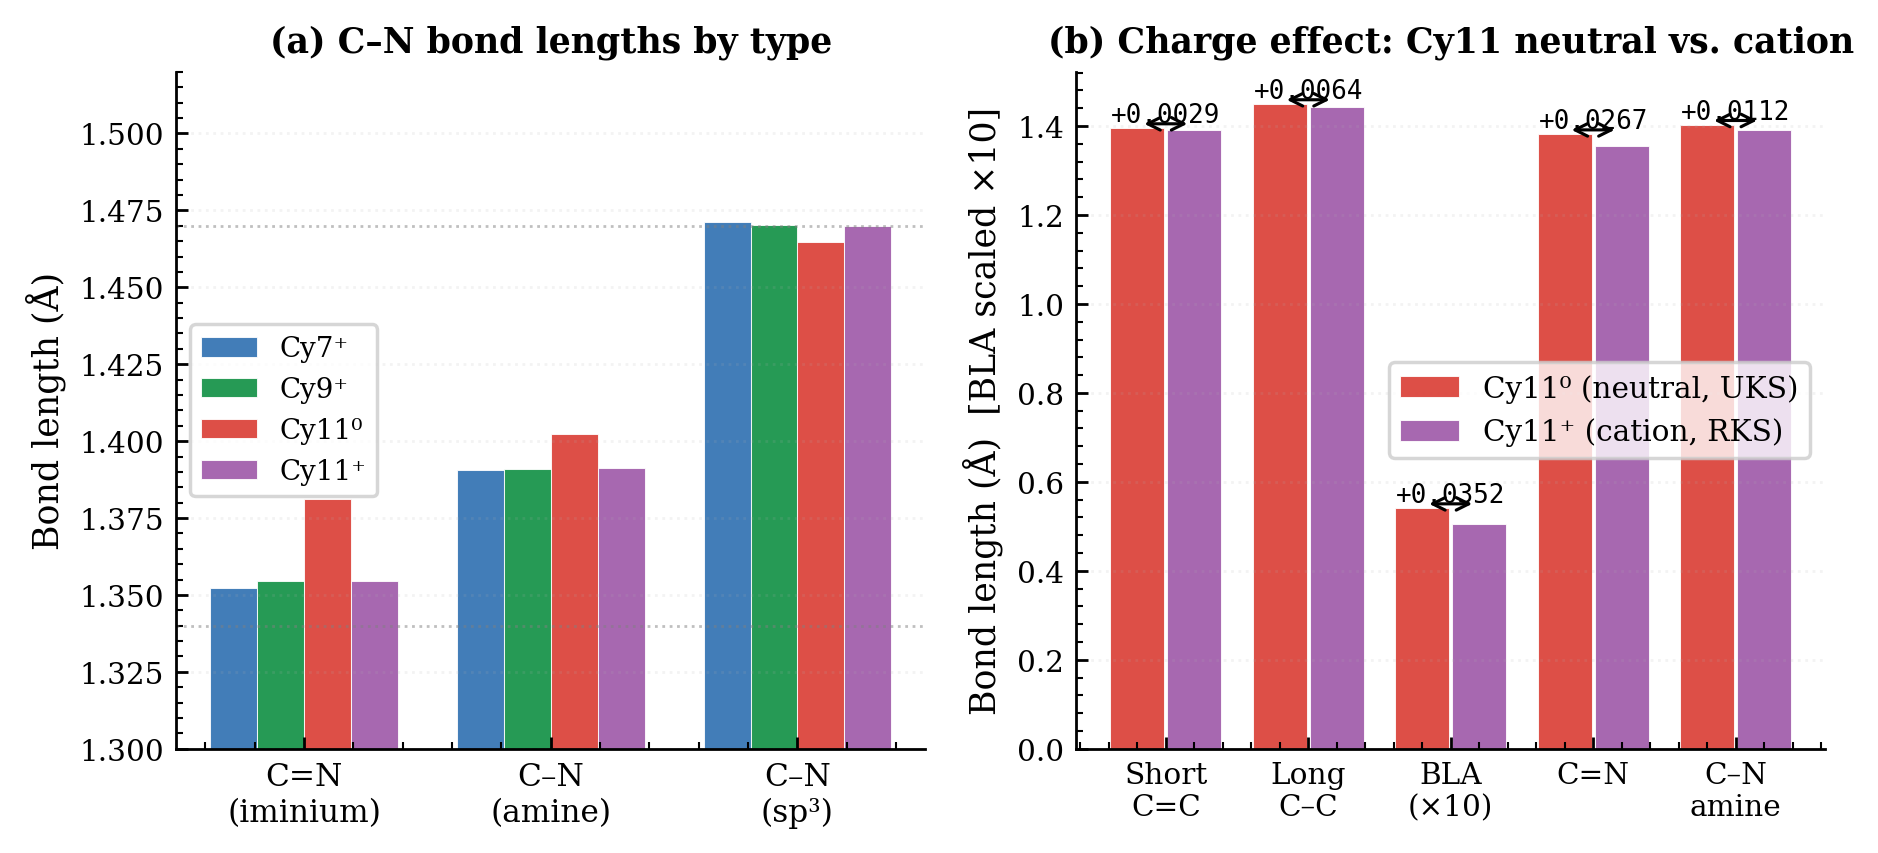 (a) C–N bond lengths by type
Bond length (Å)
1.500
1.475
1.450
1.425
1.400
1.375
1.350
1.325
1.300
Cy7⁺
Cy9⁺
Cy11⁰
Cy11⁺
C=N
(iminium)
C–N
(amine)
C–N
(sp³)
(b) Charge effect: Cy11 neutral vs. cation
Bond length (Å)  [BLA scaled ×10]
1.4
1.2
1.0
0.8
0.6
0.4
0.2
0.0
+0.0029
+0.0064
+0.0352
+0.0267
+0.0112
Cy11⁰ (neutral, UKS)
Cy11⁺ (cation, RKS)
Short
C=C
Long
C–C
BLA
(×10)
C=N
C–N
amine